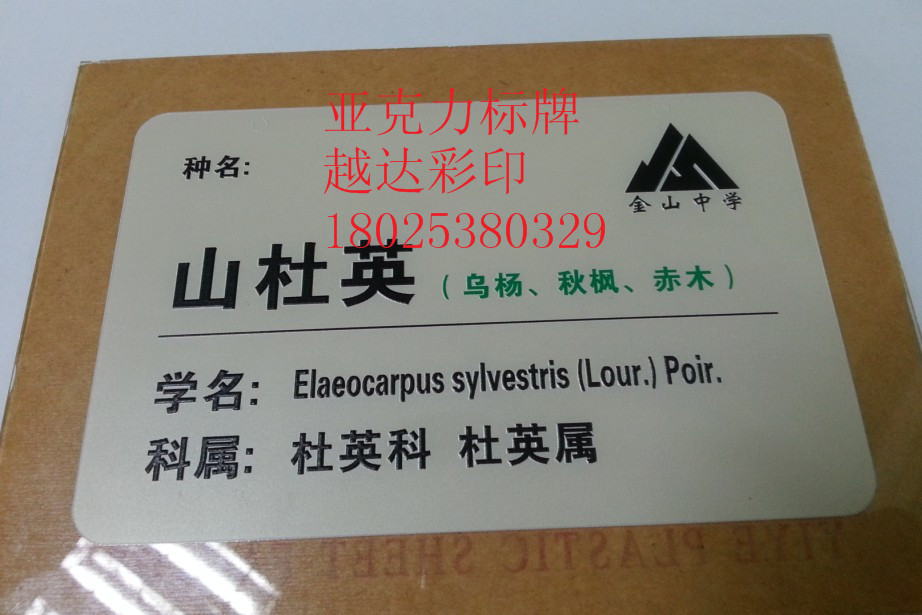 亚克力标牌
越达彩印
18025380329
种名:
金山中学
山杜英 (乌杨、秋枫、赤木)
学名: Elaeocarpus sylvestris (Lour.) Poir.
科属: 杜英科 杜英属
PLASTIC SHEET